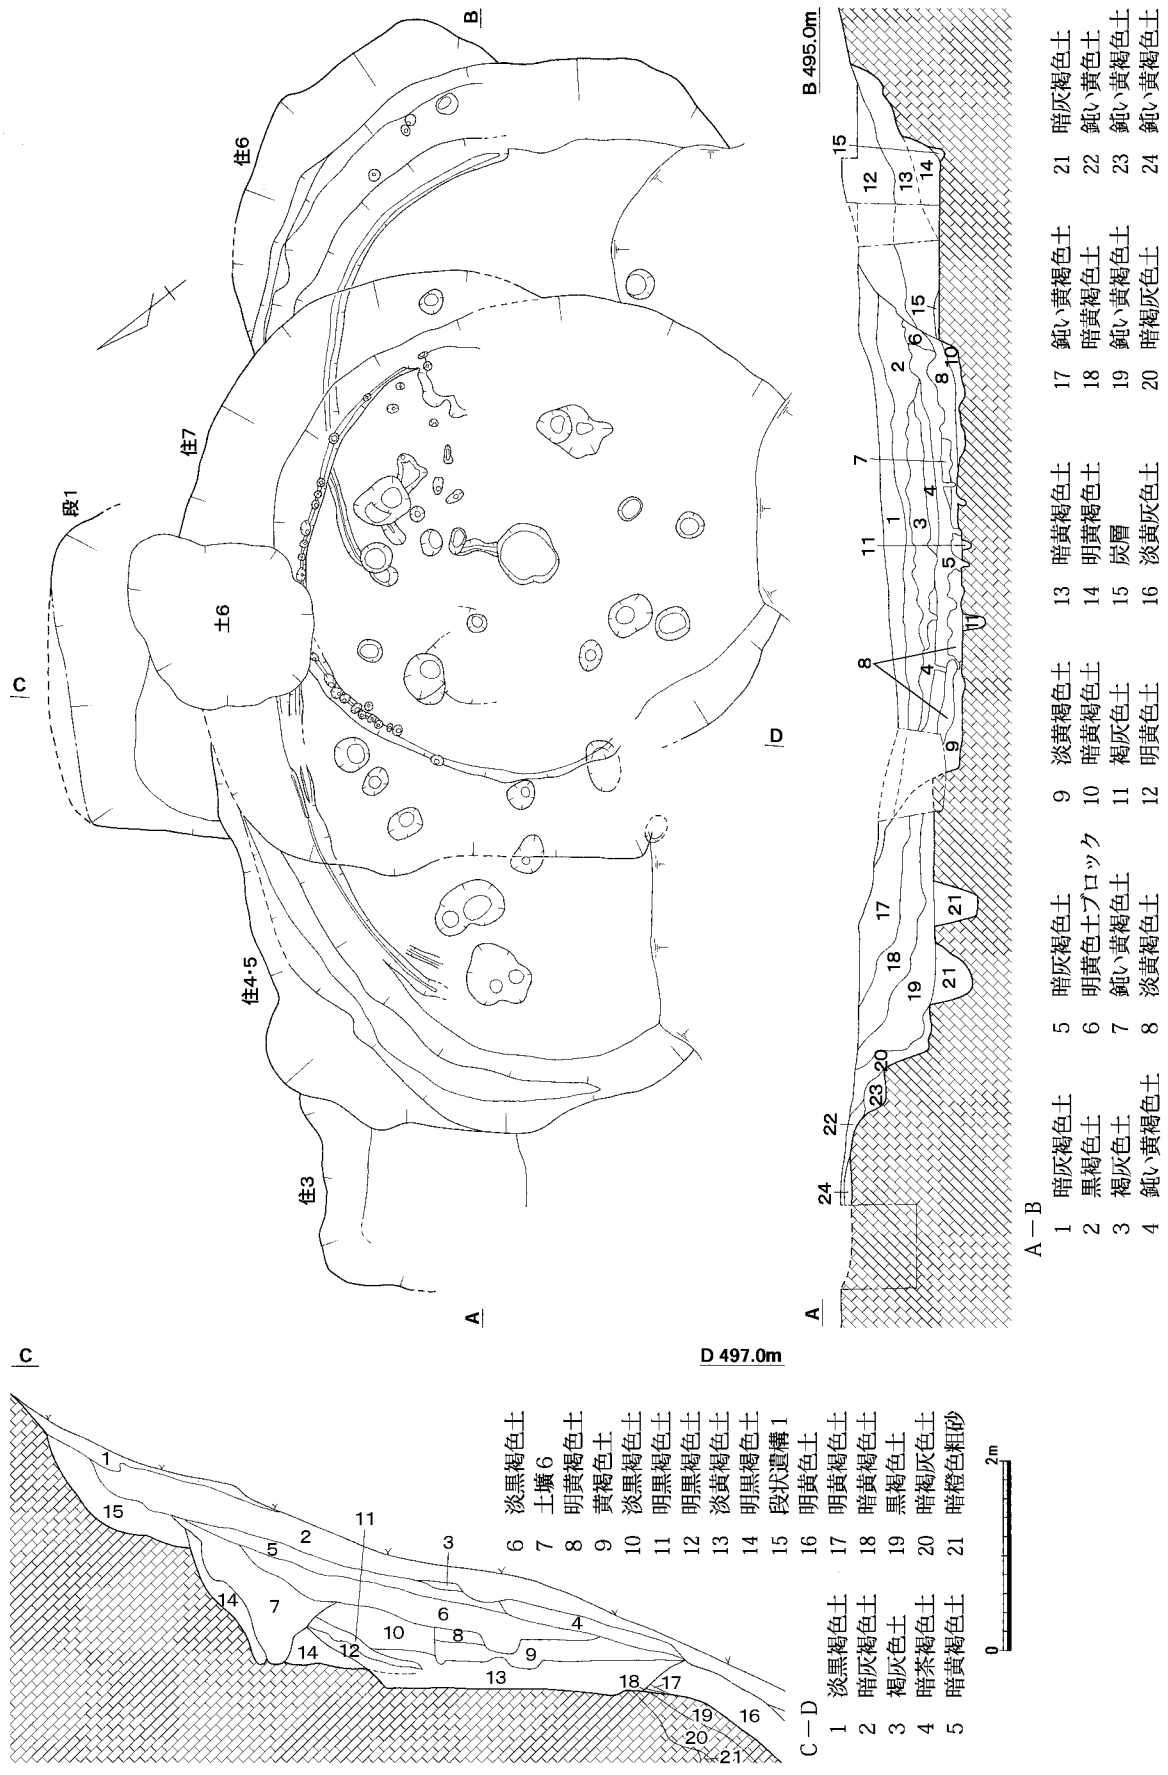 B
住6
住7
段1
土6
C
住4・5
住3
A
D
B 495.0m
15
12
13
14
15
6
2
10
8
7
4
1
3
11
5
11
8
4
9
17
21
18
19
21
20
23
22
24
A
A－B
1 暗灰褐色土
2 黒褐色土
3 褐灰色土
4 鈍い黄褐色土
5 暗灰褐色土
6 明黄色土ブロック
7 鈍い黄褐色土
8 淡黄褐色土
9 淡黄褐色土
10 暗黄褐色土
11 褐灰色土
12 明黄色土
13 暗黄褐色土
14 明黄褐色土
15 炭層
16 淡黄灰色土
17 鈍い黄褐色土
18 暗黄褐色土
19 鈍い黄褐色土
20 暗褐灰色土
21 暗灰褐色土
22 鈍い黄色土
23 鈍い黄褐色土
24 鈍い黄褐色土
C
D 497.0m
1
15
2
11
3
5
14
7
6
4
10
8
9
14
12
13
18
17
19
16
20
21
C－D
1 淡黒褐色土
2 暗灰褐色土
3 褐灰色土
4 暗茶褐色土
5 暗黄褐色土
6 淡黒褐色土
7 土壙6
8 明黄褐色土
9 黄褐色土
10 淡黒褐色土
11 明黒褐色土
12 明黒褐色土
13 淡黄褐色土
14 明黒褐色土
15 段状遺構1
16 明黄色土
17 明黄褐色土
18 暗黄褐色土
19 黒褐色土
20 暗褐灰色土
21 暗橙色粗砂
0
2m